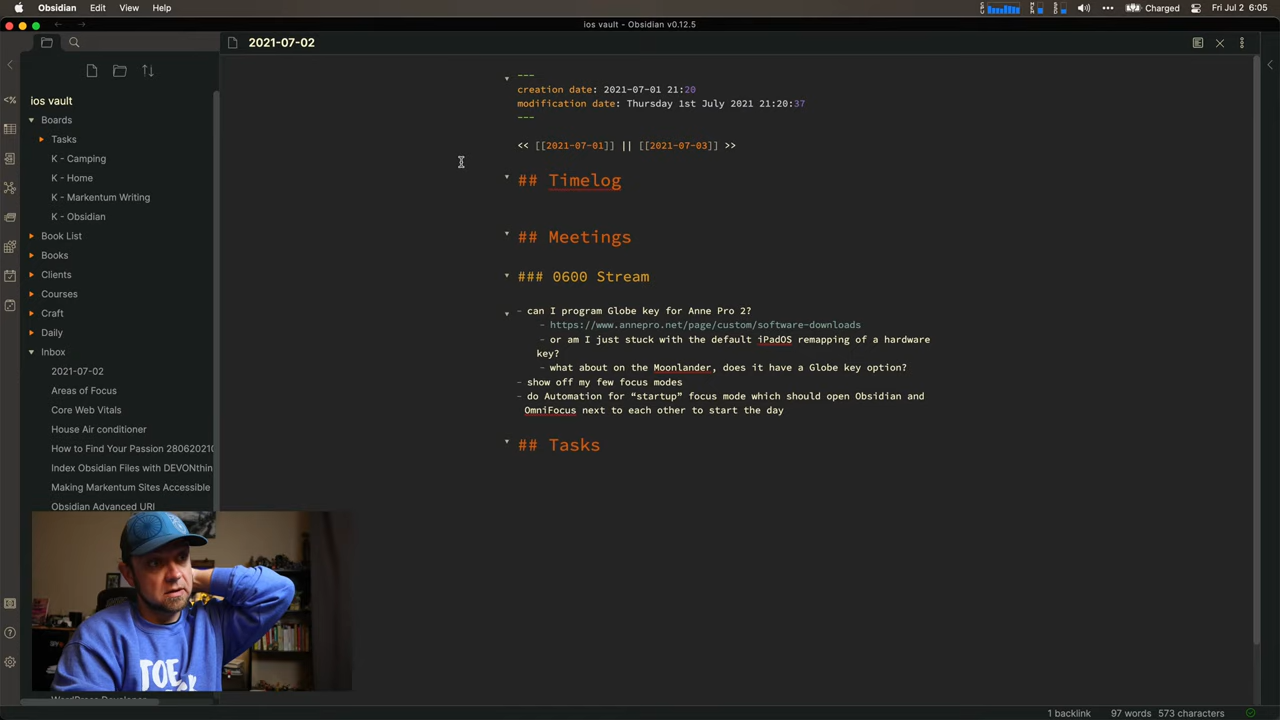 Obsidian Edit View Help
Charged Fri Jul 2 6:05
ios vault - Obsidian v0.12.5
2021-07-02
ios vault
Boards
Tasks
K - Camping
K - Home
K - Markentum Writing
K - Obsidian
Book List
Books
Clients
Courses
Craft
Daily
Inbox
2021-07-02
Areas of Focus
Core Web Vitals
House Air conditioner
How to Find Your Passion 28062021
Index Obsidian Files with DEVONthin
Making Markentum Sites Accessible
Obsidian Advanced URI
---
creation date: 2021-07-01 21:20
modification date: Thursday 1st July 2021 21:20:37
---
<< [[2021-07-01]] || [[2021-07-03]] >>
## Timelog
## Meetings
### 0600 Stream
- can I program Globe key for Anne Pro 2?
- https://www.annepro.net/page/custom/software-downloads
- or am I just stuck with the default iPadOS remapping of a hardware
key?
- what about on the Moonlander, does it have a Globe key option?
- show off my few focus modes
- do Automation for “startup” focus mode which should open Obsidian and
OmniFocus next to each other to start the day
## Tasks
TOE
1 backlink 97 words 573 characters